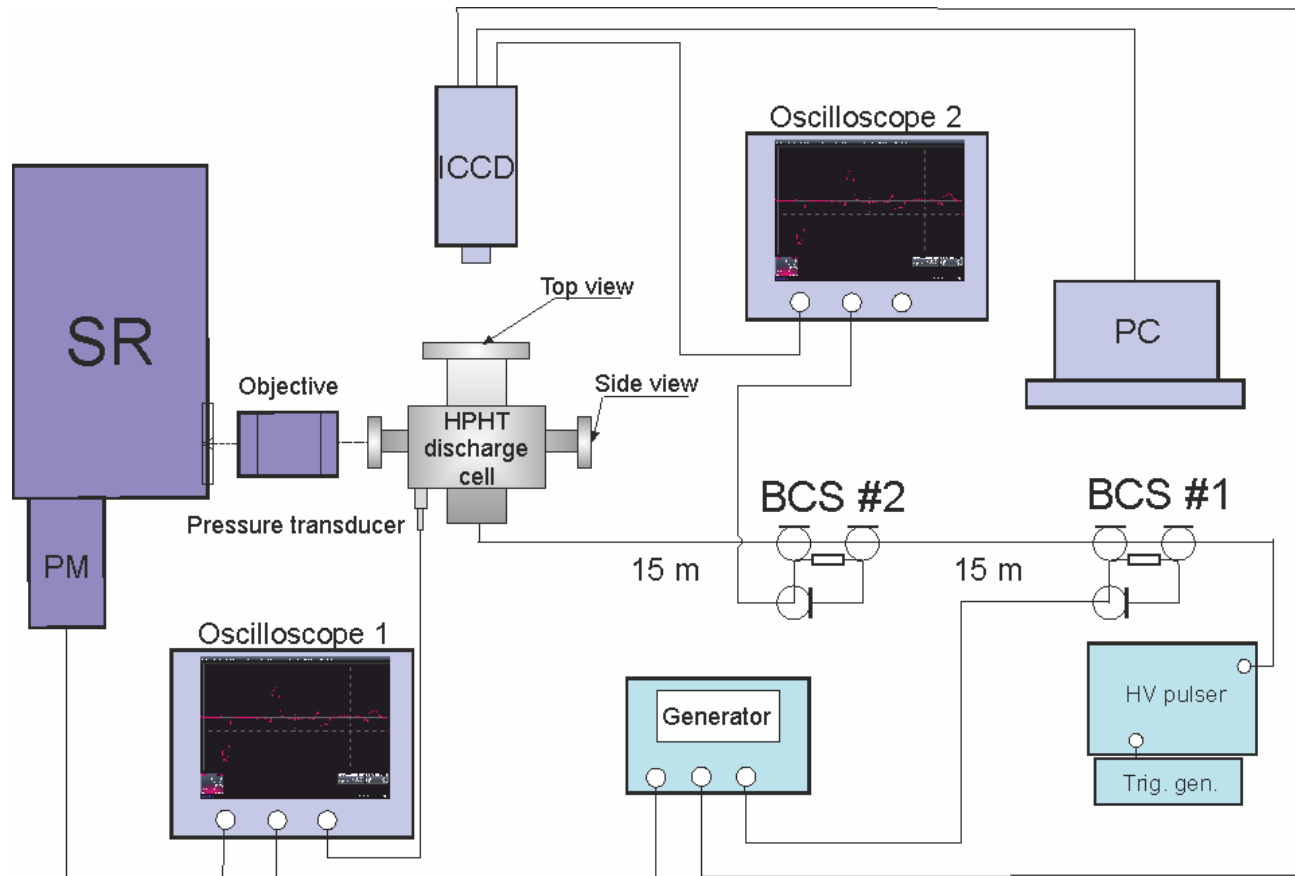 ICCD
Oscilloscope 2
SR
Top view
PC
Objective
Side view
HPHT
discharge
cell
BCS #2
BCS #1
Pressure transducer
PM
15 m
15 m
Oscilloscope 1
HV pulser
Generator
Trig. gen.